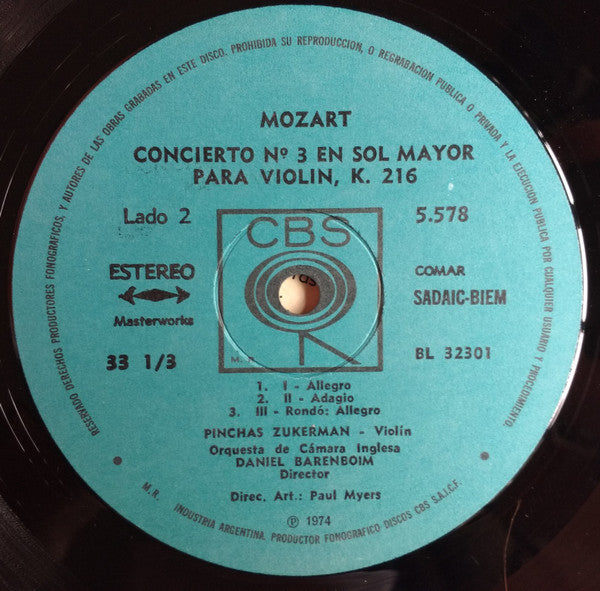 RESERVADO DERECHOS PRODUCTORES FONOGRAFICOS, Y AUTORES DE LAS OBRAS GRABADAS EN ESTE DISCO. PROHIBIDA SU REPRODUCCION, O REGRABACION PUBLICA O PRIVADA Y LA EJECUCION PUBLICA POR CUALQUIER USUARIO Y PROCEDIMIENTO.
MOZART
CONCIERTO Nº 3 EN SOL MAYOR
PARA VIOLIN, K. 216
Lado 2
5.578
CBS
ESTEREO
COMAR
SADAIC-BIEM
Masterworks
33 1/3
M. R.
BL 32301
1. I - Allegro
2. II - Adagio
3. III - Rondó: Allegro
PINCHAS ZUKERMAN - Violín
Orquesta de Cámara Inglesa
DANIEL BARENBOIM
Director
Direc. Art.: Paul Myers
℗ 1974
M. R. INDUSTRIA ARGENTINA. PRODUCTOR FONOGRAFICO DISCOS CBS S.A.I.C.F.